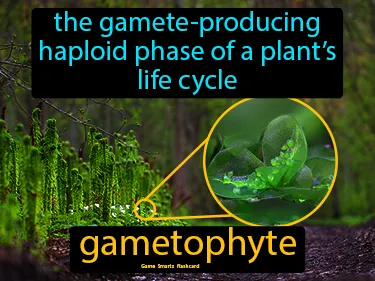 the gamete-producing
haploid phase of a plant's
life cycle
gametophyte
Game Smarts Flashcard